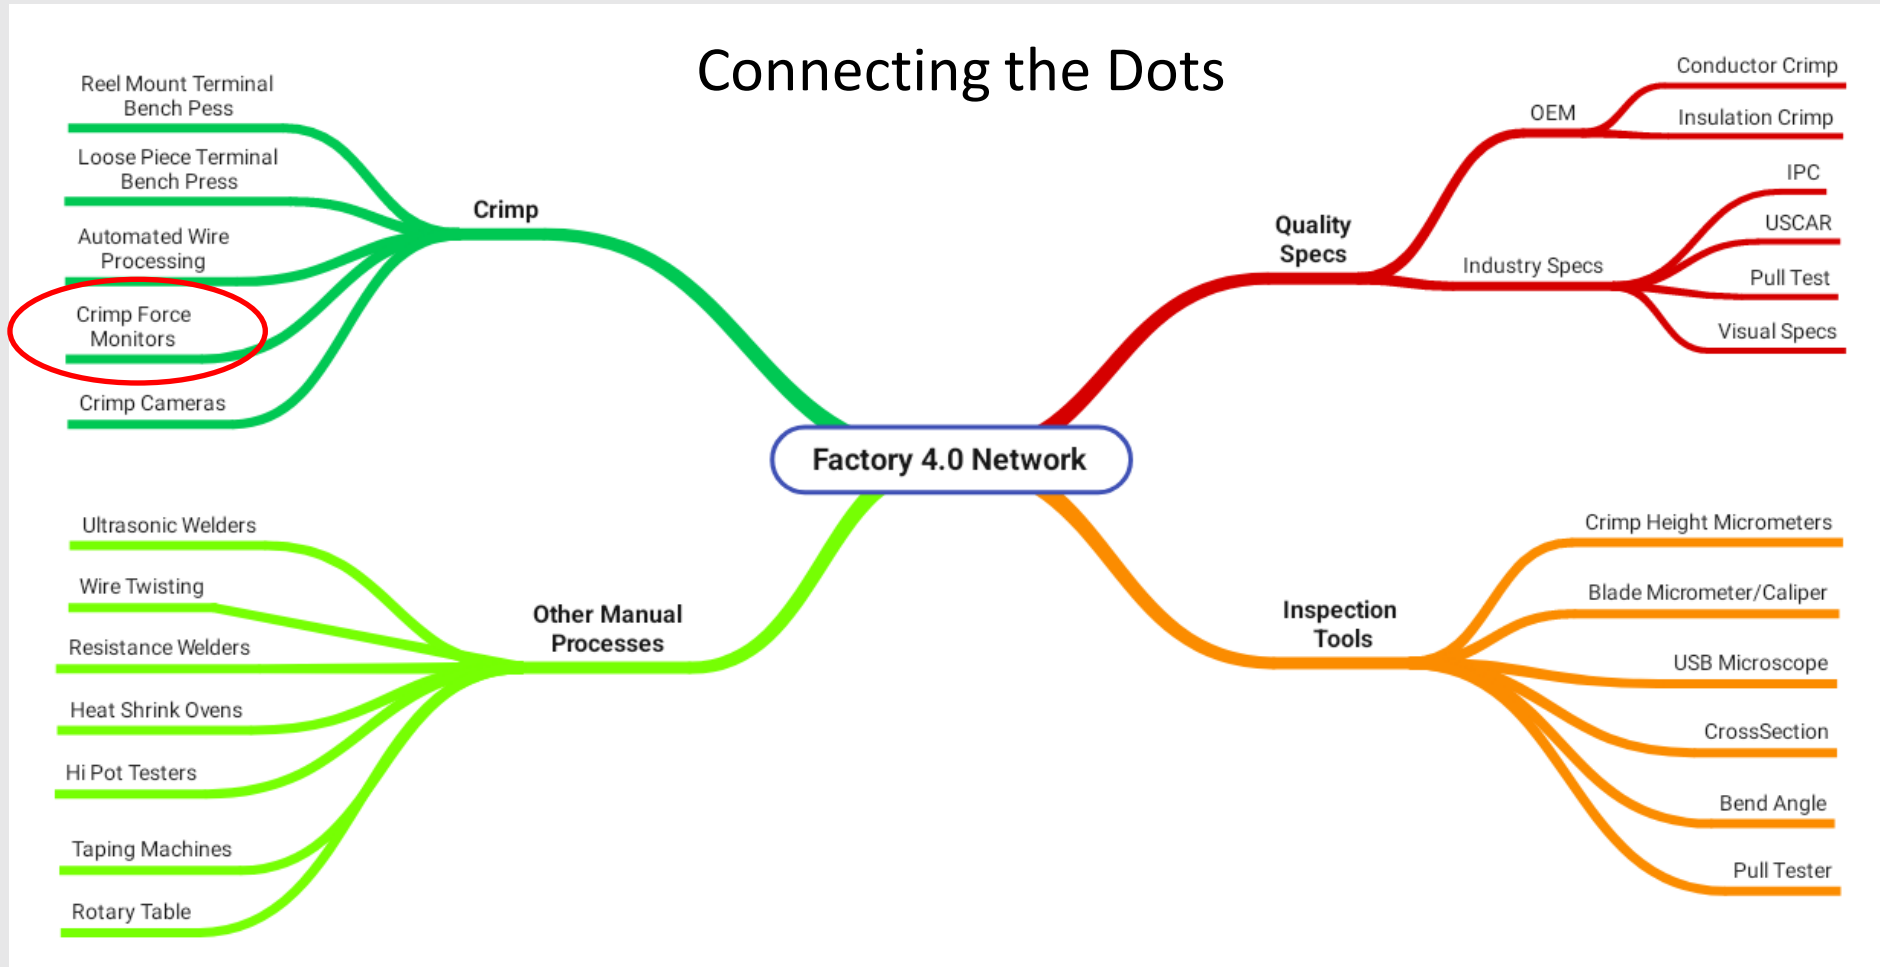 Connecting the Dots
Reel Mount Terminal
Bench Pess
Loose Piece Terminal
Bench Press
Automated Wire
Processing
Crimp Force
Monitors
Crimp Cameras
Crimp
Ultrasonic Welders
Wire Twisting
Resistance Welders
Heat Shrink Ovens
Hi Pot Testers
Taping Machines
Rotary Table
Other Manual
Processes
Factory 4.0 Network
Quality
Specs
OEM
Conductor Crimp
Insulation Crimp
Industry Specs
IPC
USCAR
Pull Test
Visual Specs
Inspection
Tools
Crimp Height Micrometers
Blade Micrometer/Caliper
USB Microscope
CrossSection
Bend Angle
Pull Tester